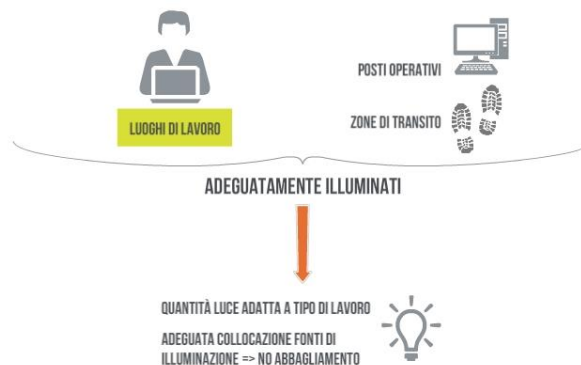 LUOGHI DI LAVORO
POSTI OPERATIVI
ZONE DI TRANSITO
ADEGUATAMENTE ILLUMINATI
QUANTITÀ LUCE ADATTA A TIPO DI LAVORO
ADEGUATA COLLOCAZIONE FONTI DI
ILLUMINAZIONE => NO ABBAGLIAMENTO